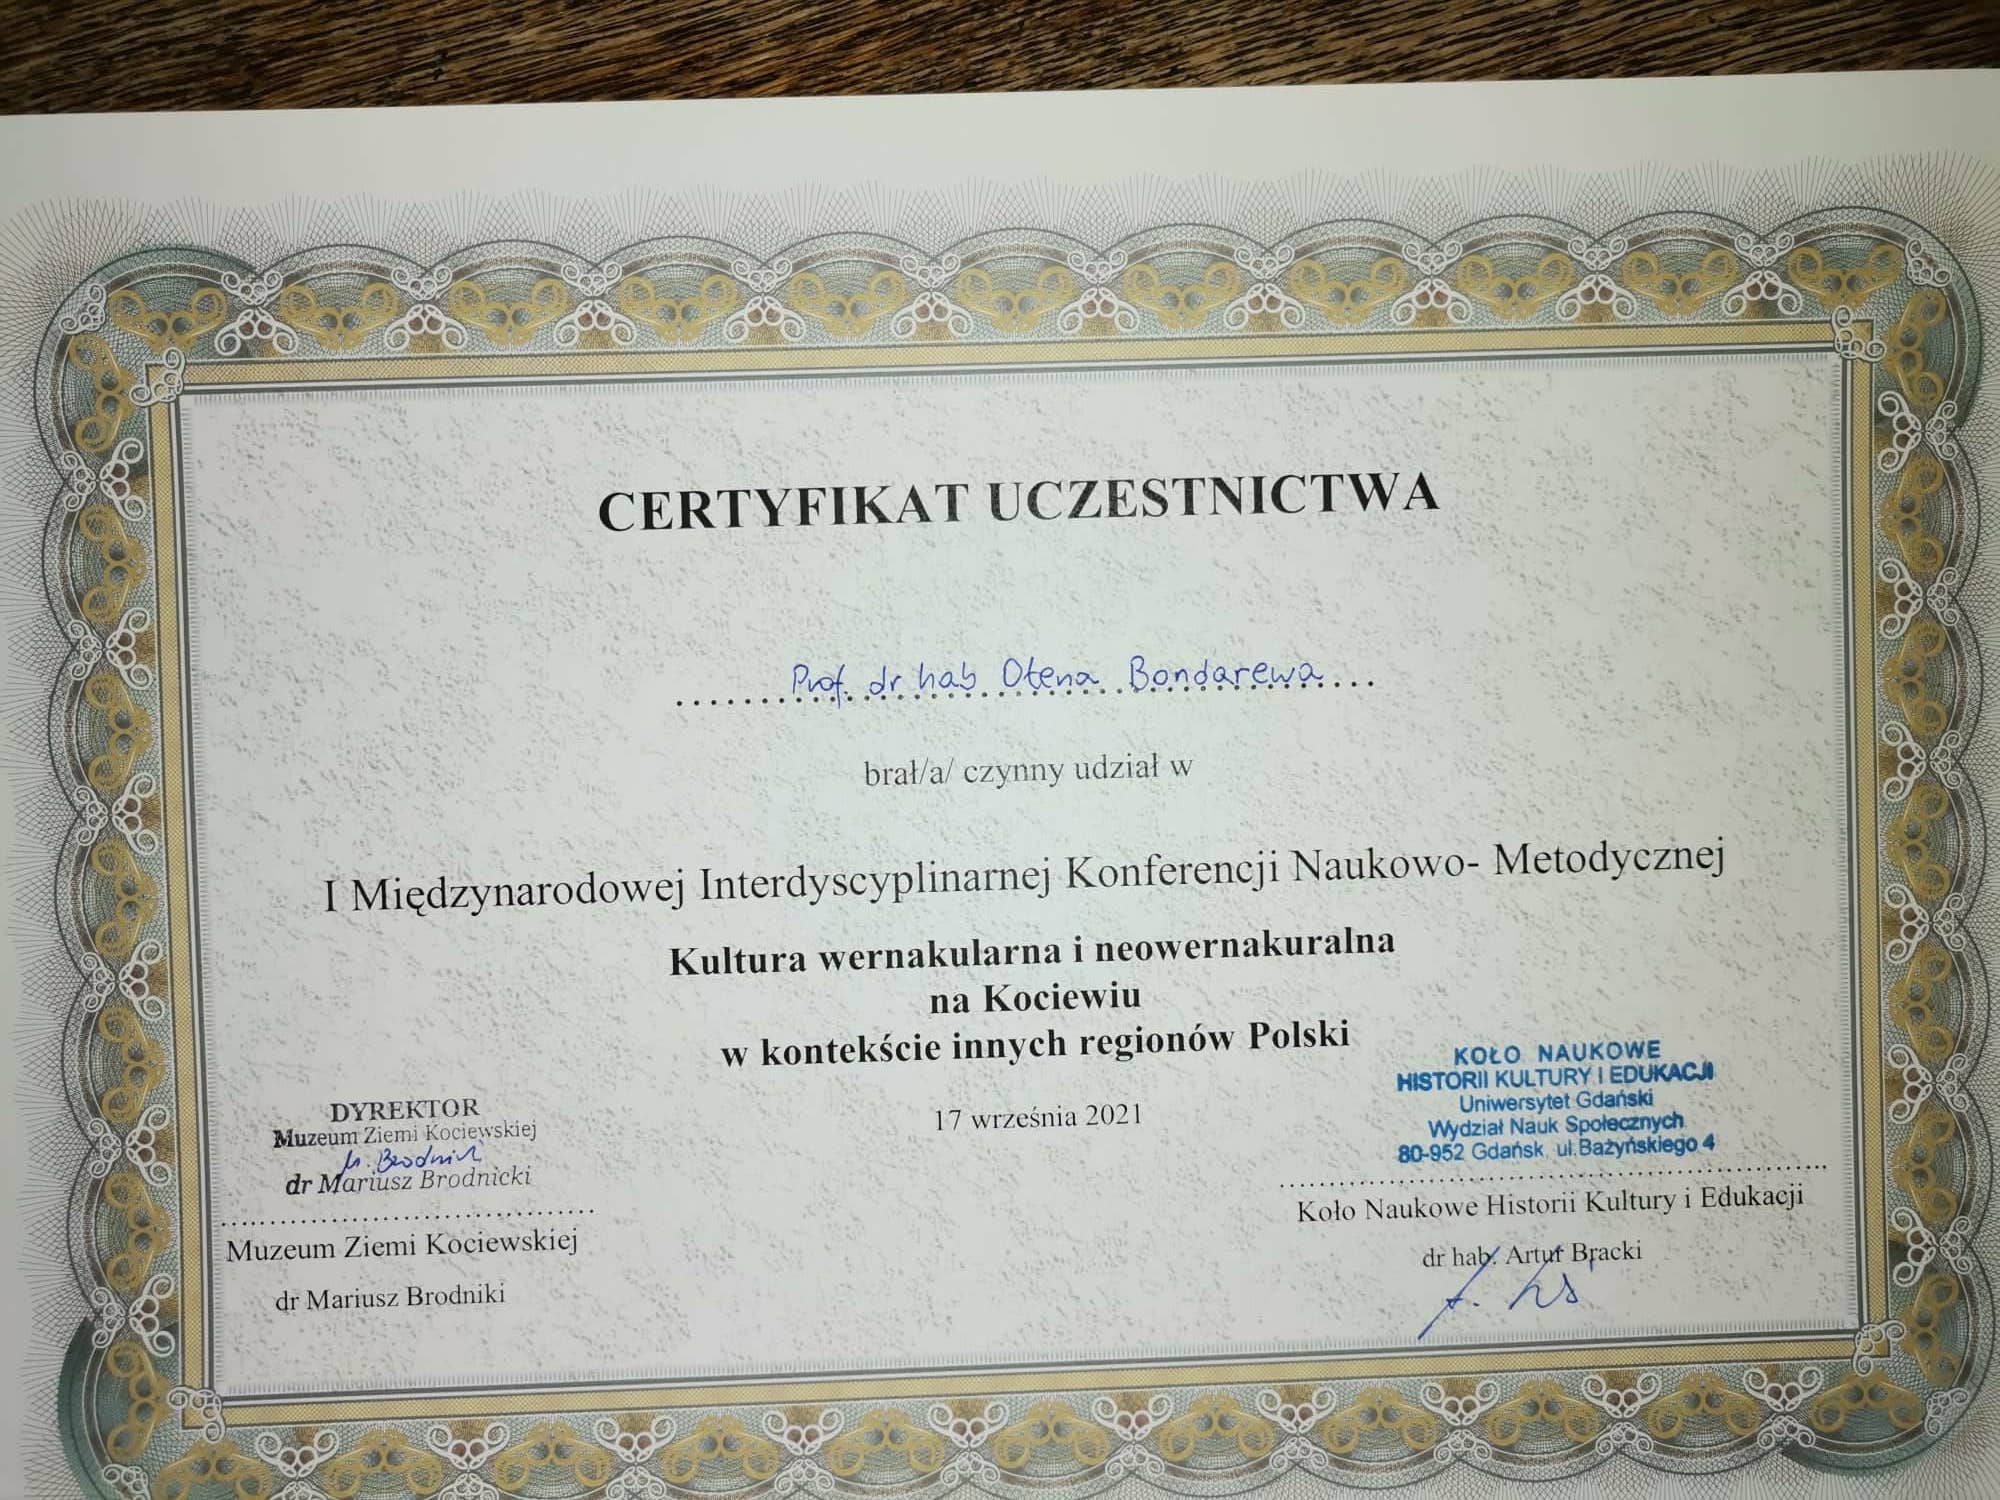 CERTYFIKAT UCZESTNICTWA
Prof. dr hab Olena Bondarewa
brał/a/ czynny udział w
I Międzynarodowej Interdyscyplinarnej Konferencji Naukowo- Metodycznej
Kultura wernakularna i neowernakuralna
na Kociewiu
w kontekście innych regionów Polski
17 września 2021
DYREKTOR
Muzeum Ziemi Kociewskiej
dr Mariusz Brodnicki
Muzeum Ziemi Kociewskiej
dr Mariusz Brodniki
KOŁO NAUKOWE
HISTORII KULTURY I EDUKACJI
Uniwersytet Gdański
Wydział Nauk Społecznych
80-952 Gdańsk, ul.Bażyńskiego 4
Koło Naukowe Historii Kultury i Edukacji
dr hab. Artur Bracki